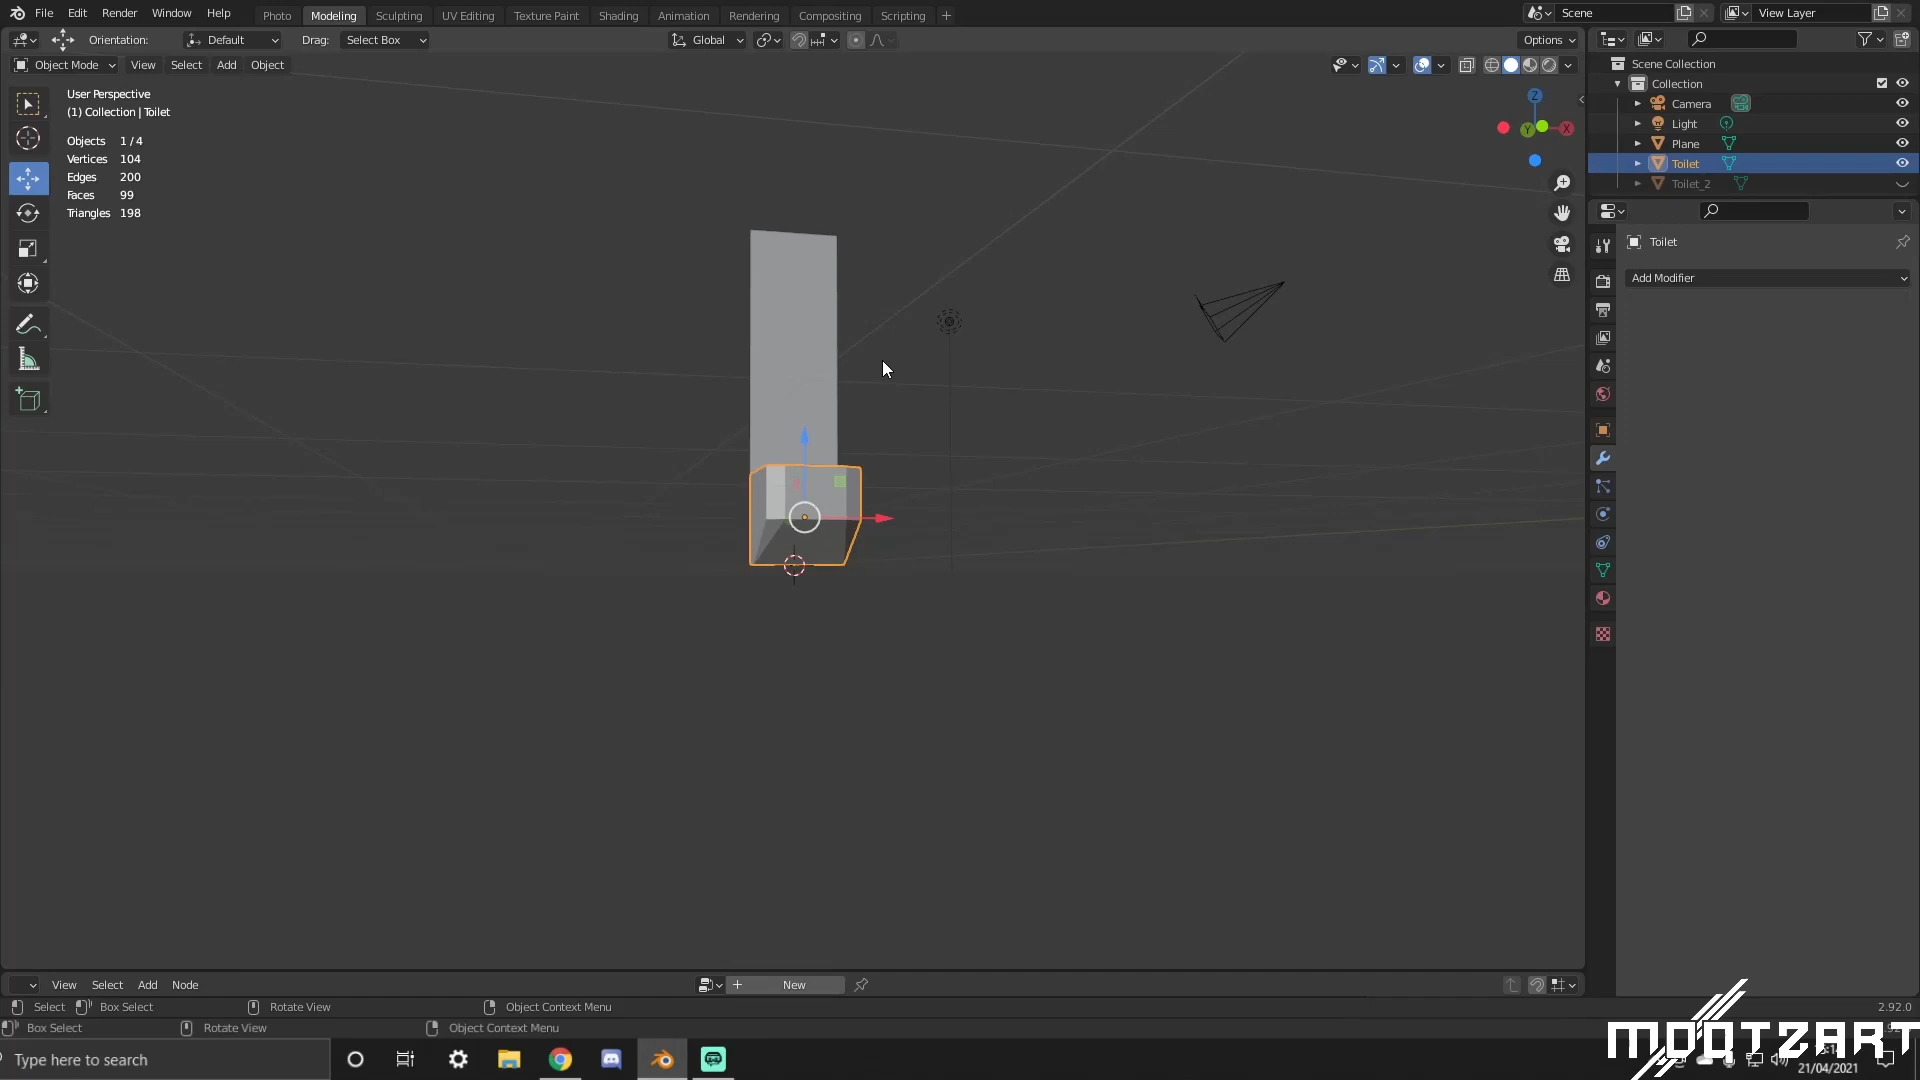 File Edit Render Window Help Photo Modeling Sculpting UV Editing Texture Paint Shading Animation Rendering Compositing Scripting Scene View Layer
Orientation: Default Drag: Select Box Global Options
Object Mode View Select Add Object
User Perspective
(1) Collection | Toilet
Objects 1 / 4
Vertices 104
Edges 200
Faces 99
Triangles 198
Z
Y
X
Scene Collection
Collection
Camera
Light
Plane
Toilet
Toilet_2
Toilet
Add Modifier
View Select Add Node New
Select Box Select Rotate View Object Context Menu 2.92.0
Box Select Rotate View Object Context Menu
Type here to search
MOOTZART
21/04/2021